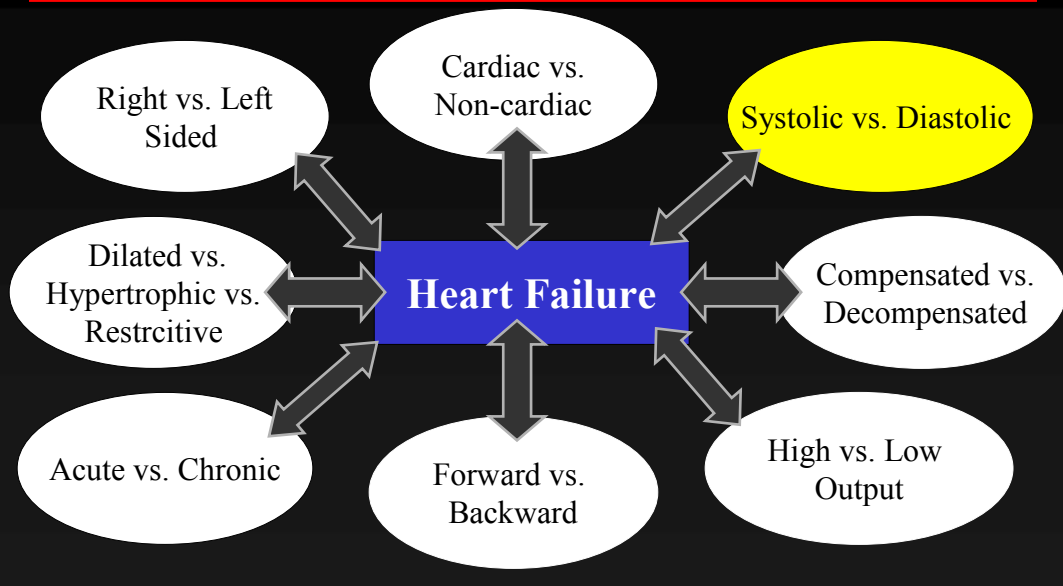 Right vs. Left
Sided
Cardiac vs.
Non-cardiac
Systolic vs. Diastolic
Dilated vs.
Hypertrophic vs.
Restrcitive
Heart Failure
Compensated vs.
Decompensated
Acute vs. Chronic
Forward vs.
Backward
High vs. Low
Output